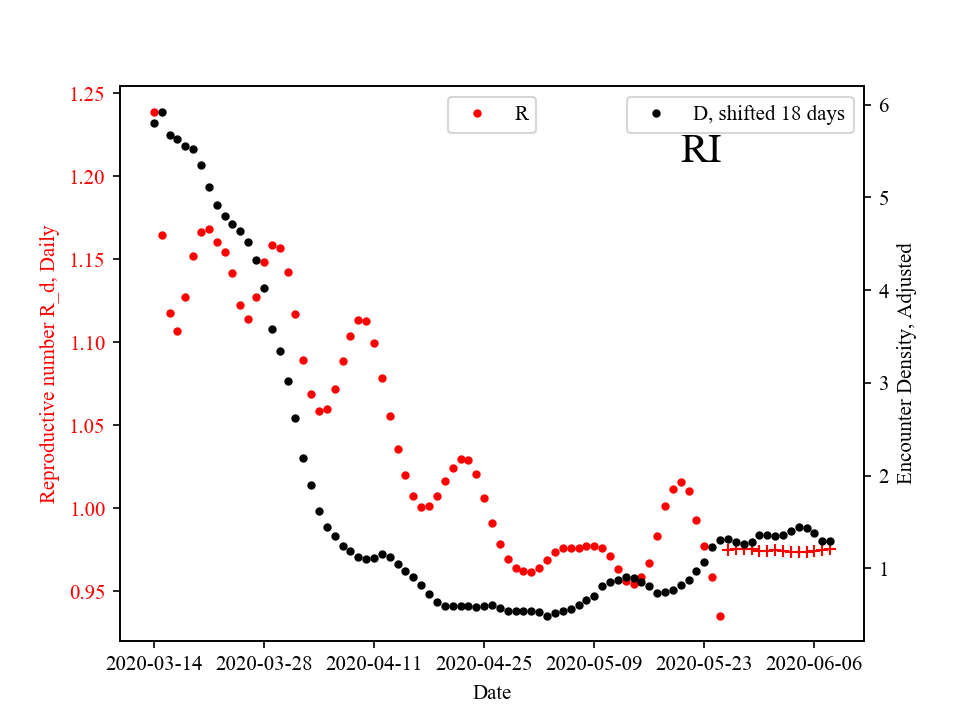 R
D, shifted 18 days
RI
Reproductive number R_d, Daily
1.25
1.20
1.15
1.10
1.05
1.00
0.95
6
5
4
3
2
1
Encounter Density, Adjusted
2020-03-14 2020-03-28 2020-04-11 2020-04-25 2020-05-09 2020-05-23 2020-06-06
Date